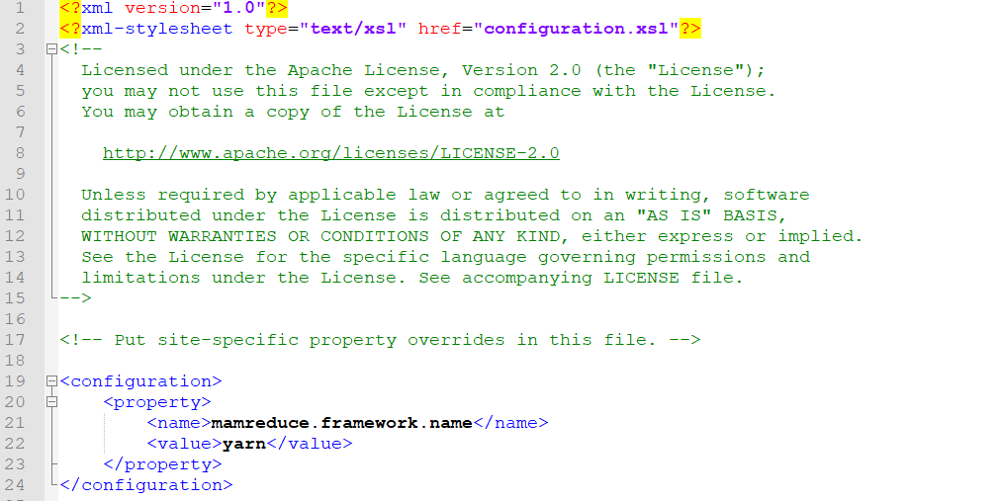 1 <?xml version="1.0"?>
2 <?xml-stylesheet type="text/xsl" href="configuration.xsl"?>
3 <!--
4 Licensed under the Apache License, Version 2.0 (the "License");
5 you may not use this file except in compliance with the License.
6 You may obtain a copy of the License at
7
8 http://www.apache.org/licenses/LICENSE-2.0
9
10 Unless required by applicable law or agreed to in writing, software
11 distributed under the License is distributed on an "AS IS" BASIS,
12 WITHOUT WARRANTIES OR CONDITIONS OF ANY KIND, either express or implied.
13 See the License for the specific language governing permissions and
14 limitations under the License. See accompanying LICENSE file.
15 -->
16
17 <!-- Put site-specific property overrides in this file. -->
18
19 <configuration>
20 <property>
21 <name>mamreduce.framework.name</name>
22 <value>yarn</value>
23 </property>
24 </configuration>